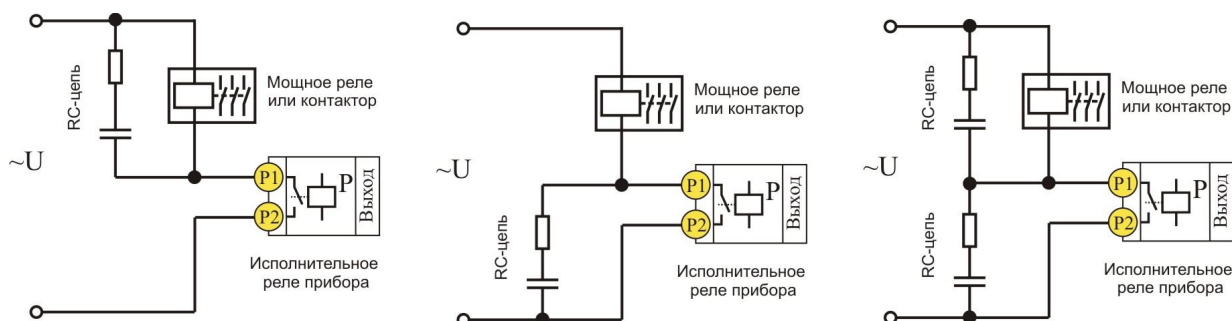 RC-цепь
Мощное реле
или контактор
~U
P1
P2
P
Выход
Исполнительное
реле прибора
Мощное реле
или контактор
~U
RC-цепь
P1
P2
P
Выход
Исполнительное
реле прибора
RC-цепь
Мощное реле
или контактор
~U
RC-цепь
P1
P2
P
Выход
Исполнительное
реле прибора